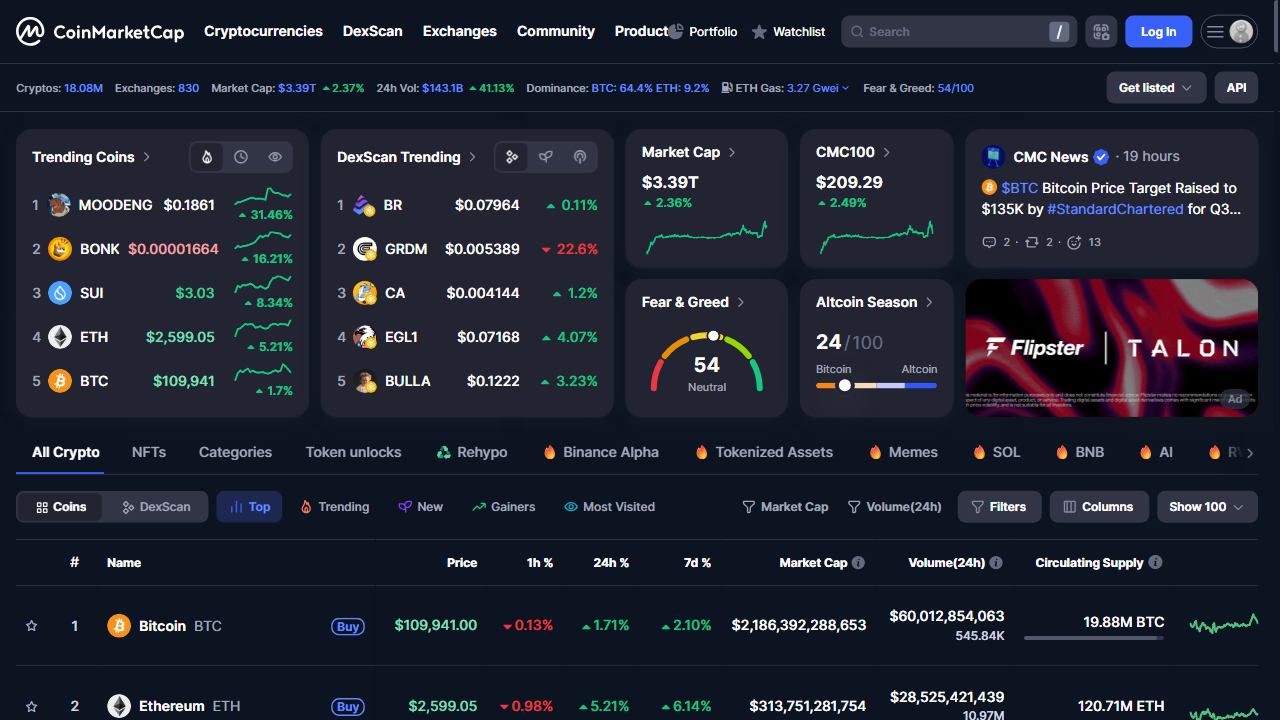 CoinMarketCap Cryptocurrencies DexScan Exchanges Community Product Portfolio Watchlist Search / Log In
Cryptos: 18.08M Exchanges: 830 Market Cap: $3.39T 2.37% 24h Vol: $143.1B 41.13% Dominance: BTC: 64.4% ETH: 9.2% ETH Gas: 3.27 Gwei Fear & Greed: 54/100 Get listed API
Trending Coins
1 MOODENG $0.1861 31.46%
2 BONK $0.00001664 16.21%
3 SUI $3.03 8.34%
4 ETH $2,599.05 5.21%
5 BTC $109,941 1.7%
DexScan Trending
1 BR $0.07964 0.11%
2 GRDM $0.005389 22.6%
3 CA $0.004144 1.2%
4 EGL1 $0.07168 4.07%
5 BULLA $0.1222 3.23%
Market Cap
$3.39T
2.36%
CMC100
$209.29
2.49%
Fear & Greed
54
Neutral
Altcoin Season
24/100
Bitcoin Altcoin
CMC News · 19 hours
$BTC Bitcoin Price Target Raised to
$135K by #StandardChartered for Q3...
2 · 2 · 13
Flipster | TALON
Ad
All Crypto NFTs Categories Token unlocks Rehypo Binance Alpha Tokenized Assets Memes SOL BNB AI
Coins DexScan Top Trending New Gainers Most Visited Market Cap Volume(24h) Filters Columns Show 100
# Name Price 1h % 24h % 7d % Market Cap Volume(24h) Circulating Supply
1 Bitcoin BTC Buy $109,941.00 0.13% 1.71% 2.10% $2,186,392,288,653 $60,012,854,063 19.88M BTC
545.84K
2 Ethereum ETH Buy $2,599.05 0.98% 5.21% 6.14% $313,751,281,754 $28,525,421,439 120.71M ETH
10.97M